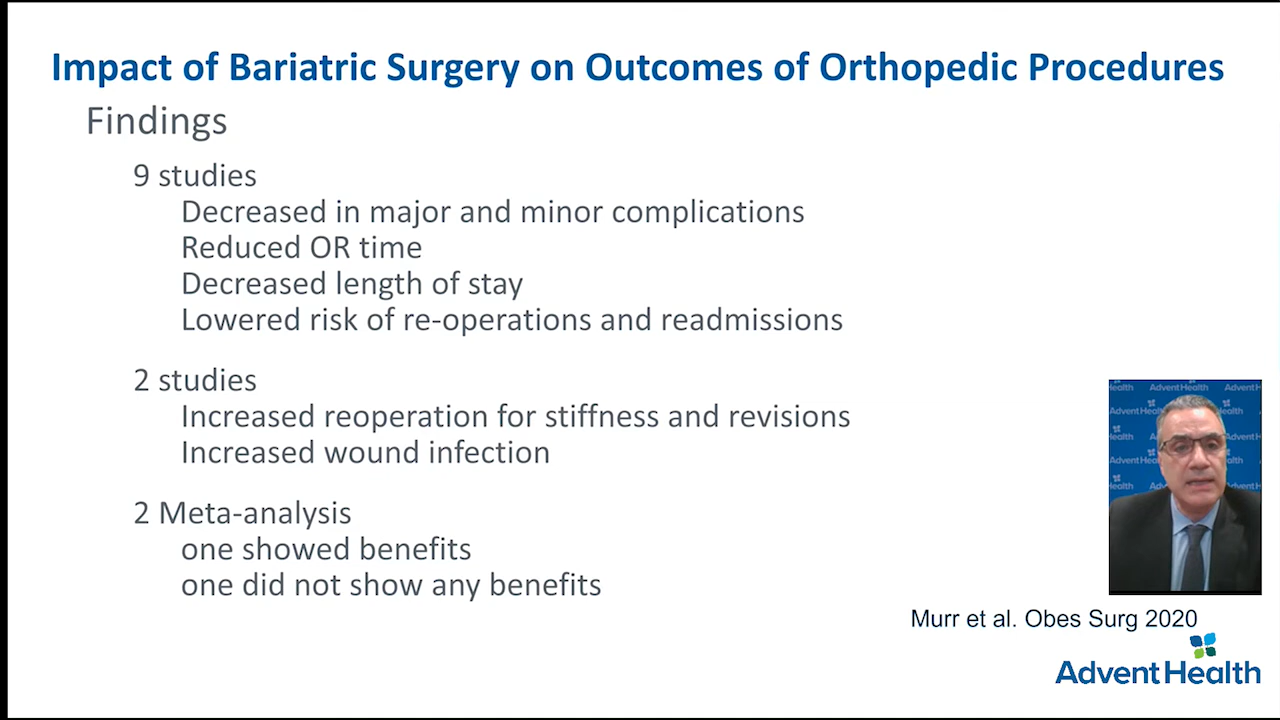 Impact of Bariatric Surgery on Outcomes of Orthopedic Procedures
Findings
9 studies
Decreased in major and minor complications
Reduced OR time
Decreased length of stay
Lowered risk of re-operations and readmissions
2 studies
Increased reoperation for stiffness and revisions
Increased wound infection
2 Meta-analysis
one showed benefits
one did not show any benefits
Murr et al. Obes Surg 2020
AdventHealth